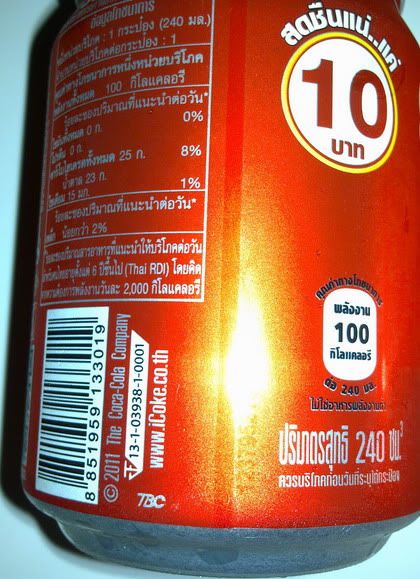 ข้อมูลโภชนาการ
หนึ่งหน่วยบริโภค : 1 กระป๋อง (240 มล.)
จำนวนหน่วยบริโภคต่อกระป๋อง : 1
คุณค่าทางโภชนาการต่อหนึ่งหน่วยบริโภค
พลังงานทั้งหมด 100 กิโลแคลอรี
ร้อยละของปริมาณที่แนะนำต่อวัน*
ไขมันทั้งหมด 0 ก. 0%
โปรตีน 0 ก.
คาร์โบไฮเดรตทั้งหมด 25 ก. 8%
น้ำตาล 23 ก.
โซเดียม 15 มก. 1%
ร้อยละของปริมาณที่แนะนำต่อวัน*
น้อยกว่า 2%
ร้อยละของปริมาณสารอาหารที่แนะนำให้บริโภคต่อวัน
สำหรับคนไทยอายุตั้งแต่ 6 ปีขึ้นไป (Thai RDI) โดยคิด
จากความต้องการพลังงานวันละ 2,000 กิโลแคลอรี
8 851959 133019
© 2011 The Coca-Cola Company
13-1-03938-1-0001
www.iCoke.co.th
TBC
สดชื่นแน่..แค่
10
บาท
คุณค่าทางโภชนาการ
พลังงาน
100
กิโลแคลอรี
ต่อ 240 มล.
ปริมาตรสุทธิ 240 ซม.³
ควรบริโภคก่อนวันที่ระบุใต้กระป๋อง